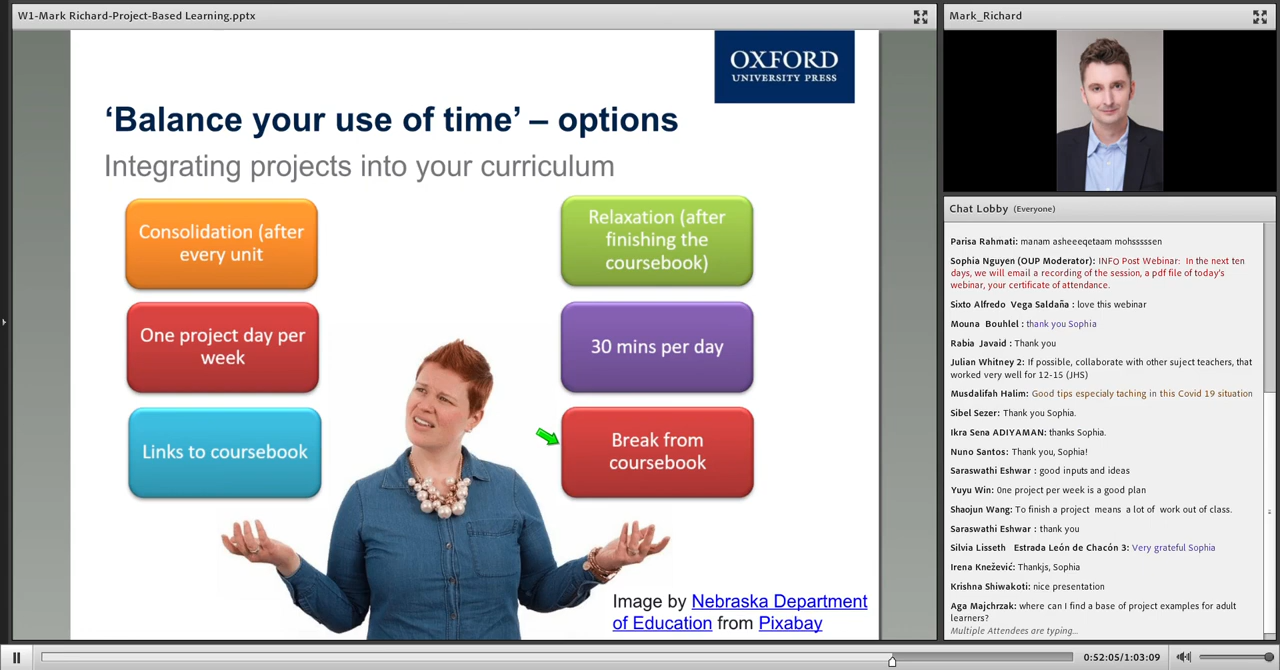 W1-Mark Richard-Project-Based Learning.pptx
OXFORD
UNIVERSITY PRESS
‘Balance your use of time’ – options
Integrating projects into your curriculum
Consolidation (after
every unit
Relaxation (after
finishing the
coursebook)
One project day per
week
30 mins per day
Links to coursebook
Break from
coursebook
Image by Nebraska Department
of Education from Pixabay
Mark_Richard
Chat Lobby (Everyone)
Parisa Rahmati: manam asheeeqetaam mohsssssen
Sophia Nguyen (OUP Moderator): INFO Post Webinar: In the next ten
days, we will email a recording of the session, a pdf file of today's
webinar, your certificate of attendance.
Sixto Alfredo Vega Saldaña : love this webinar
Mouna Bouhlel : thank you Sophia
Rabia Javaid : Thank you
Julian Whitney 2: If possible, collaborate with other suject teachers, that
worked very well for 12-15 (JHS)
Musdalifah Halim: Good tips especialy taching in this Covid 19 situation
Sibel Sezer: Thank you Sophia.
Ikra Sena ADIYAMAN: thanks Sophia.
Nuno Santos: Thank you, Sophia!
Saraswathi Eshwar : good inputs and ideas
Yuyu Win: 0ne project per week is a good plan
Shaojun Wang: To finish a project means a lot of work out of class.
Saraswathi Eshwar : thank you
Silvia Lisseth Estrada León de Chacón 3: Very grateful Sophia
Irena Knežević: Thankjs, Sophia
Krishna Shiwakoti: nice presentation
Aga Majchrzak: where can I find a base of project examples for adult
learners?
Multiple Attendees are typing...
0:52:05/1:03:09